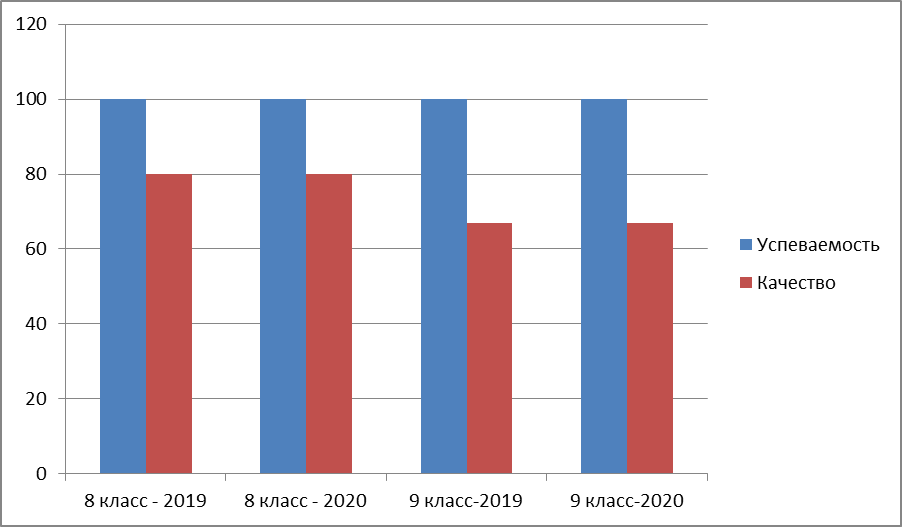 120
100
80
60
40
20
0
8 класс - 2019
8 класс - 2020
9 класс-2019
9 класс-2020
Успеваемость
Качество